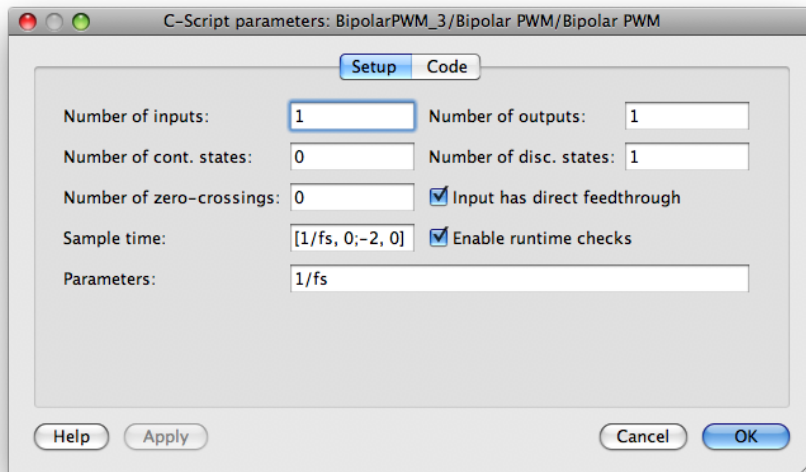 C-Script parameters: BipolarPWM_3/Bipolar PWM/Bipolar PWM
Setup Code
Number of inputs: 1 Number of outputs: 1
Number of cont. states: 0 Number of disc. states: 1
Number of zero-crossings: 0 Input has direct feedthrough
Sample time: [1/fs, 0;-2, 0] Enable runtime checks
Parameters: 1/fs
Help Apply Cancel OK